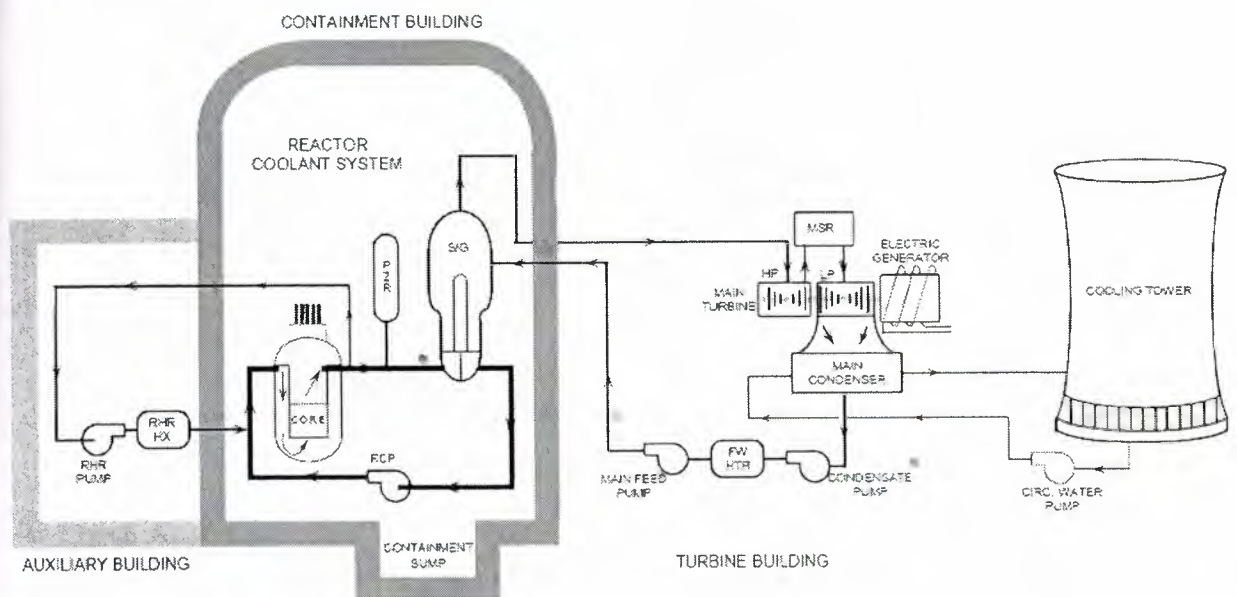 CONTAINMENT BUILDING
REACTOR
COOLANT SYSTEM
PZR
S/G
MSR
ELECTRIC
GENERATOR
HP
LP
MAIN
TURBINE
COOLING TOWER
MAIN
CONDENSER
CORE
RHR
HX
RHR
PUMP
RCP
MAIN FEED
PUMP
FW
HTR
CONDENSATE
PUMP
CIRC. WATER
PUMP
CONTAINMENT
SUMP
AUXILIARY BUILDING
TURBINE BUILDING